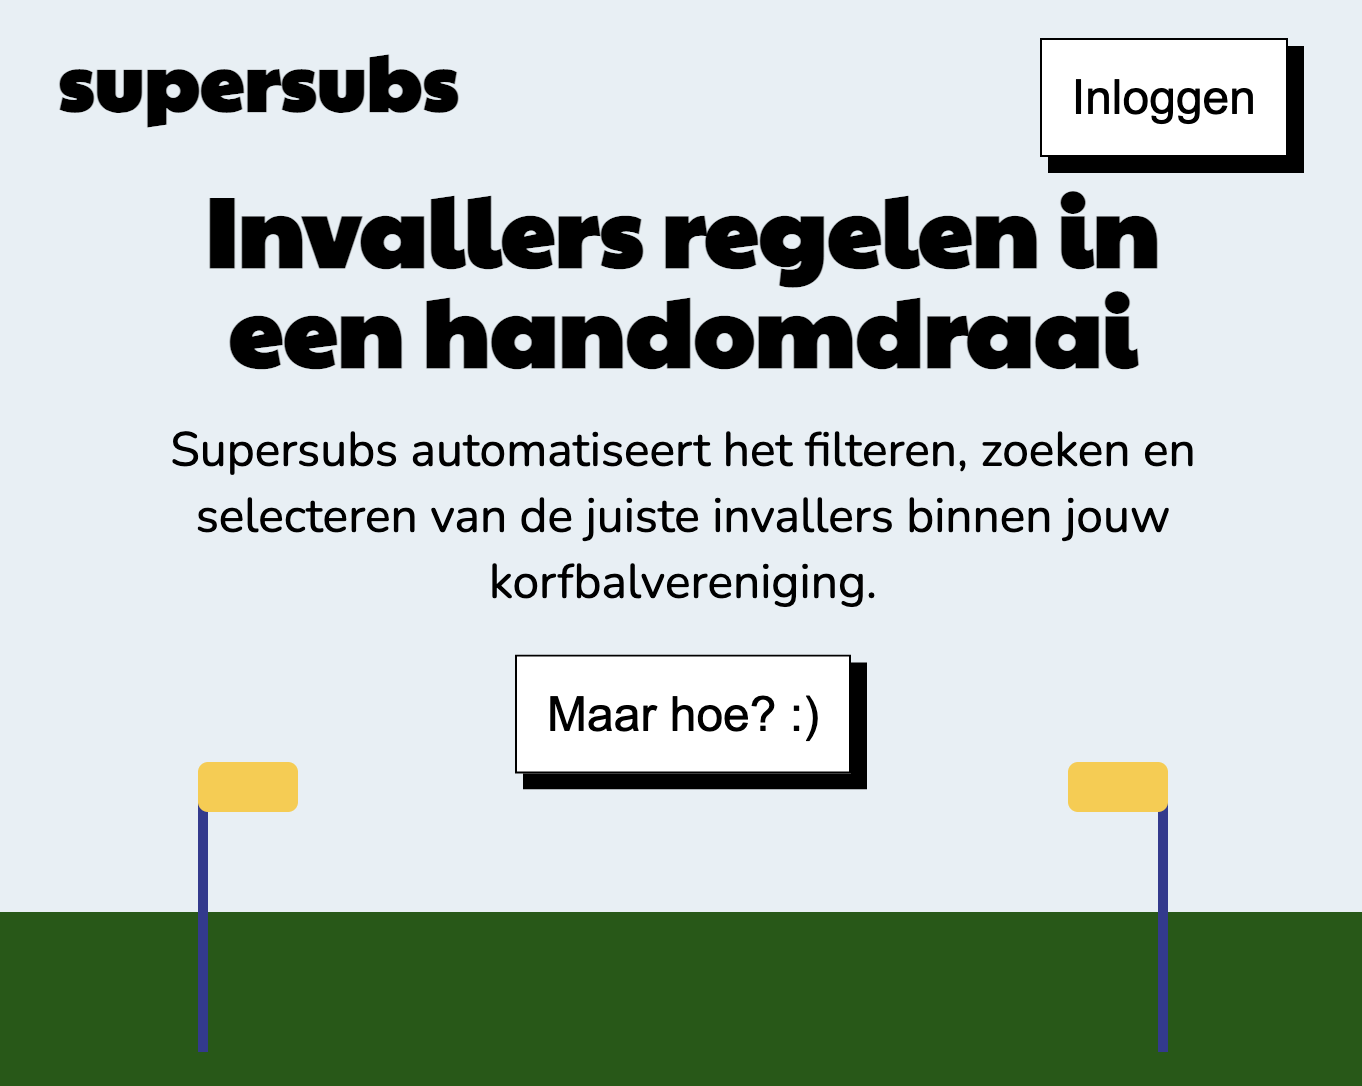 supersubs
Inloggen
Invallers regelen in
een handomdraai
Supersubs automatiseert het filteren, zoeken en
selecteren van de juiste invallers binnen jouw
korfbalvereniging.
Maar hoe? :)